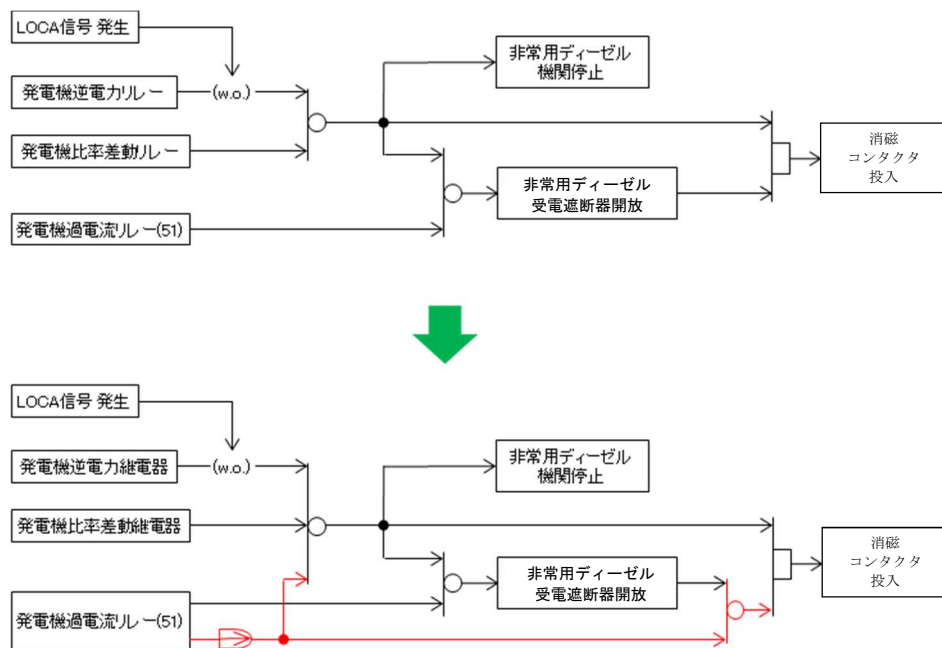 LOCA信号 発生
非常用ディーゼル
機関停止
発電機逆電力リレー
(w.o.)
消磁
コンタクタ
投入
発電機比率差動リレー
非常用ディーゼル
受電遮断器開放
発電機過電流リレー(51)
LOCA信号 発生
非常用ディーゼル
機関停止
発電機逆電力継電器
(w.o.)
発電機比率差動継電器
消磁
コンタクタ
投入
非常用ディーゼル
受電遮断器開放
発電機過電流リレー(51)